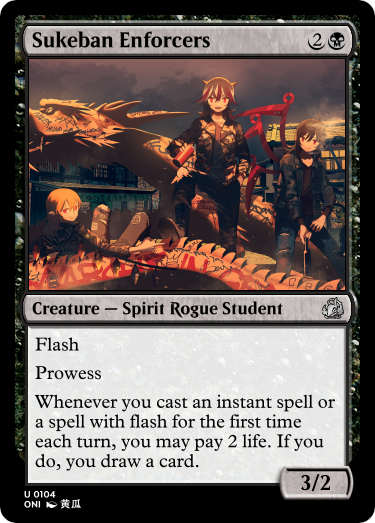 Sukeban Enforcers 2
Creature — Spirit Rogue Student
Flash
Prowess
Whenever you cast an instant spell or
a spell with flash for the first time
each turn, you may pay 2 life. If you
do, you draw a card.
3/2
U 0104
ONI 黄瓜